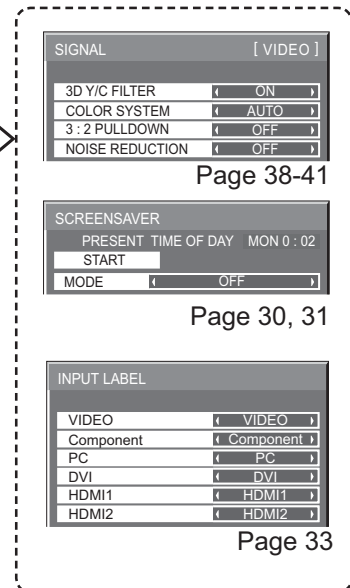 SIGNAL [ VIDEO ]
3D Y/C FILTER ON
COLOR SYSTEM AUTO
3 : 2 PULLDOWN OFF
NOISE REDUCTION OFF
Page 38-41
SCREENSAVER
PRESENT TIME OF DAY MON 0 : 02
START
MODE OFF
Page 30, 31
INPUT LABEL
VIDEO VIDEO
Component Component
PC PC
DVI DVI
HDMI1 HDMI1
HDMI2 HDMI2
Page 33